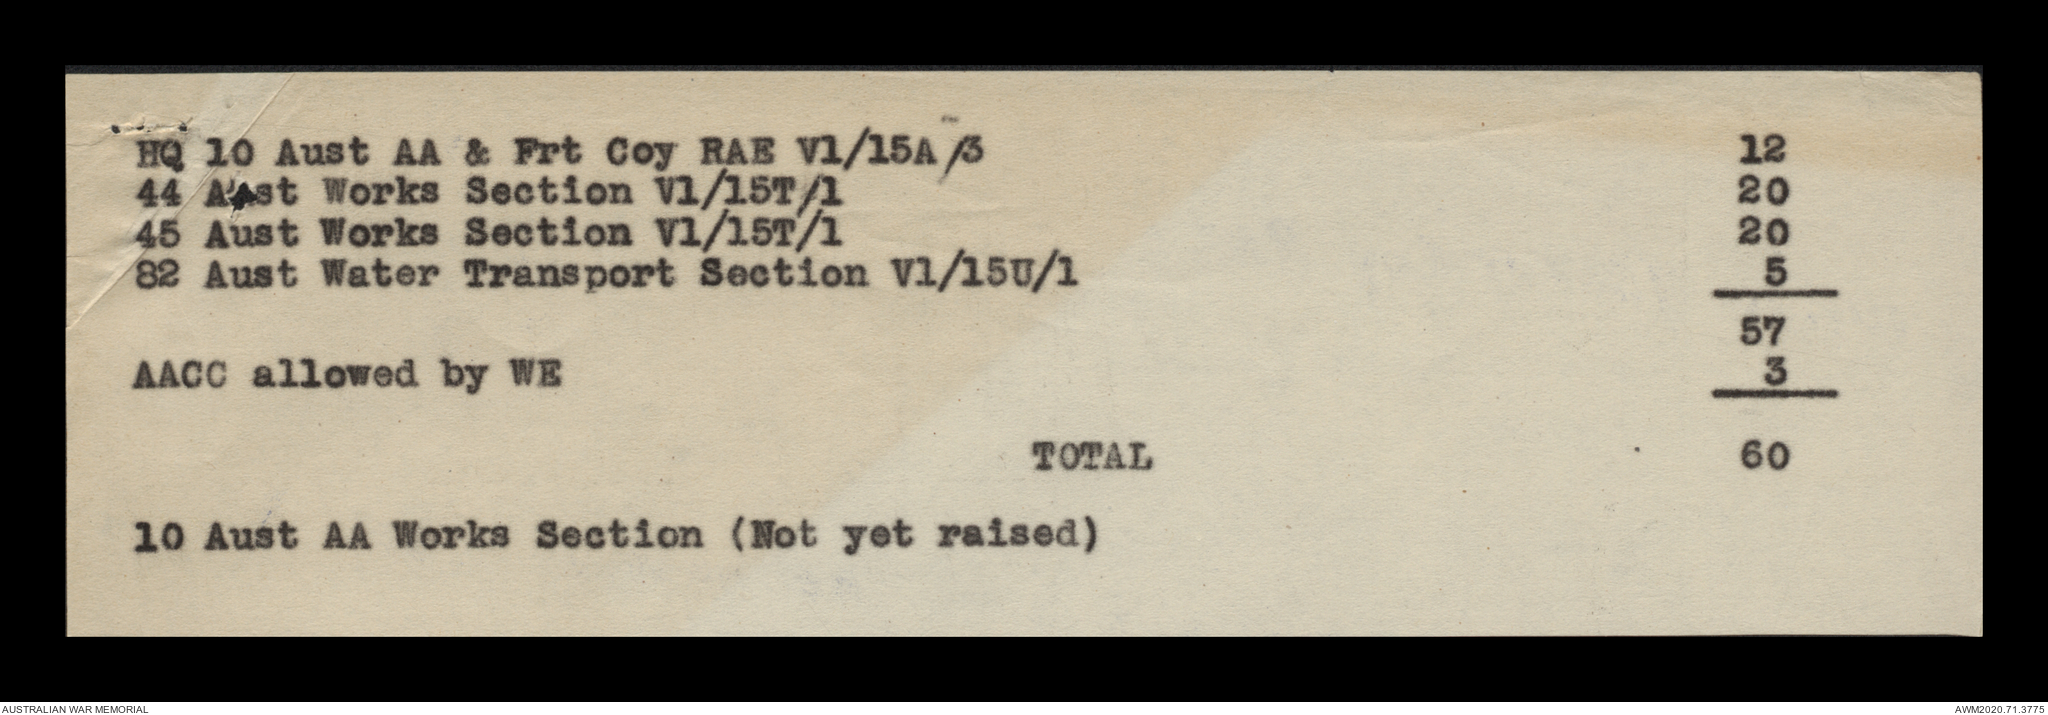 HQ 10 Aust AA & Frt Coy RAE V1/15A/3 12
44 Aust Works Section V1/15T/1 20
45 Aust Works Section V1/15T/1 20
82 Aust Water Transport Section V1/15U/1 5
57
AACC allowed by WE 3
TOTAL 60
10 Aust AA Works Section (Not yet raised)
AUSTRALIAN WAR MEMORIAL AWM2020.71.3775